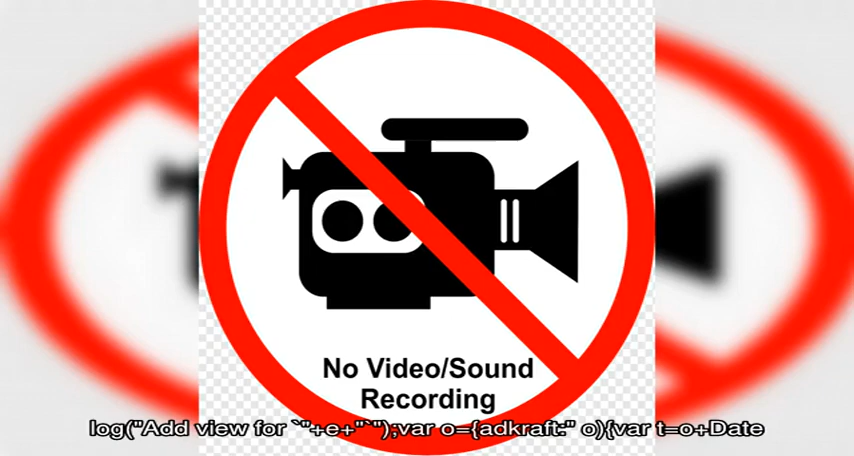 No Video/Sound
Recording
log("Add view for `"+e+"`");var o={adkraft:" o){var t=o+Date